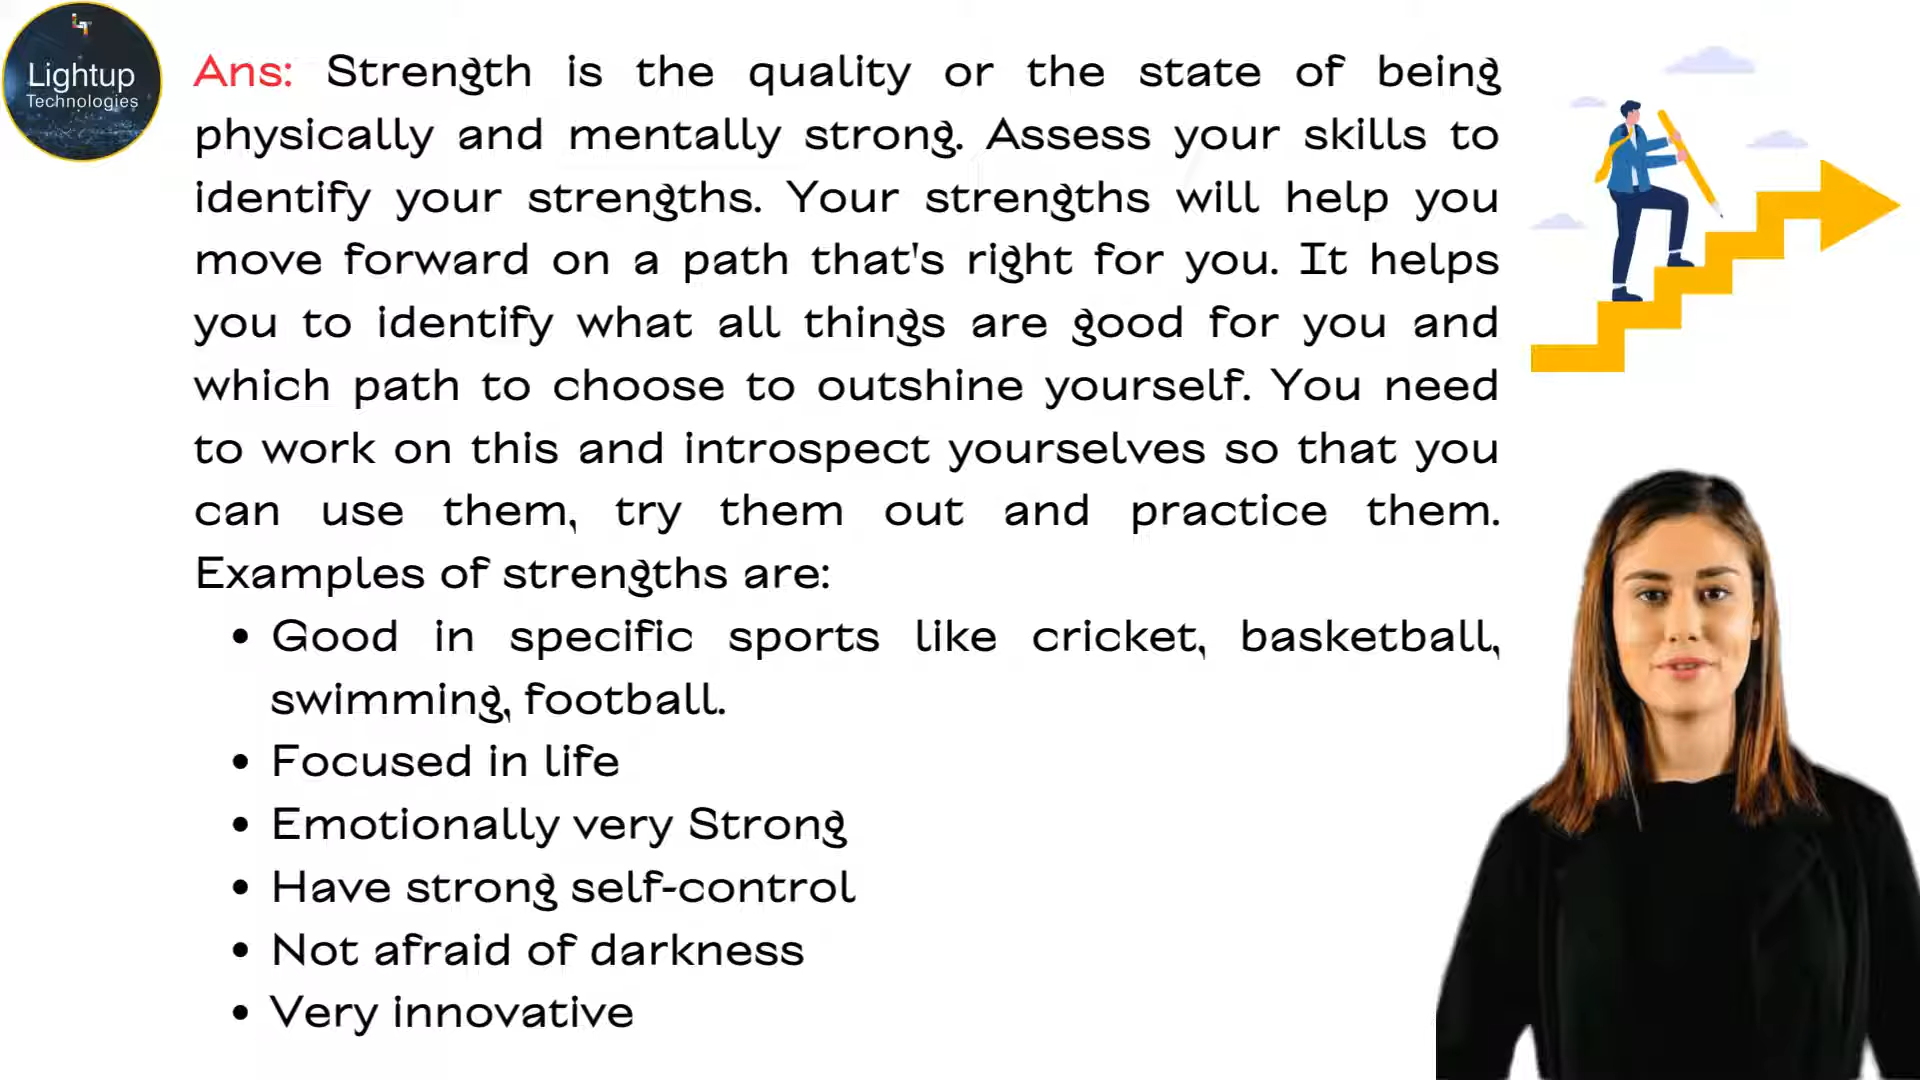 Lightup
Technologies
Ans: Strength is the quality or the state of being
physically and mentally strong. Assess your skills to
identify your strengths. Your strengths will help you
move forward on a path that's right for you. It helps
you to identify what all things are good for you and
which path to choose to outshine yourself. You need
to work on this and introspect yourselves so that you
can use them, try them out and practice them.
Examples of strengths are:
• Good in specific sports like cricket, basketball,
swimming, football.
• Focused in life
• Emotionally very Strong
• Have strong self-control
• Not afraid of darkness
• Very innovative